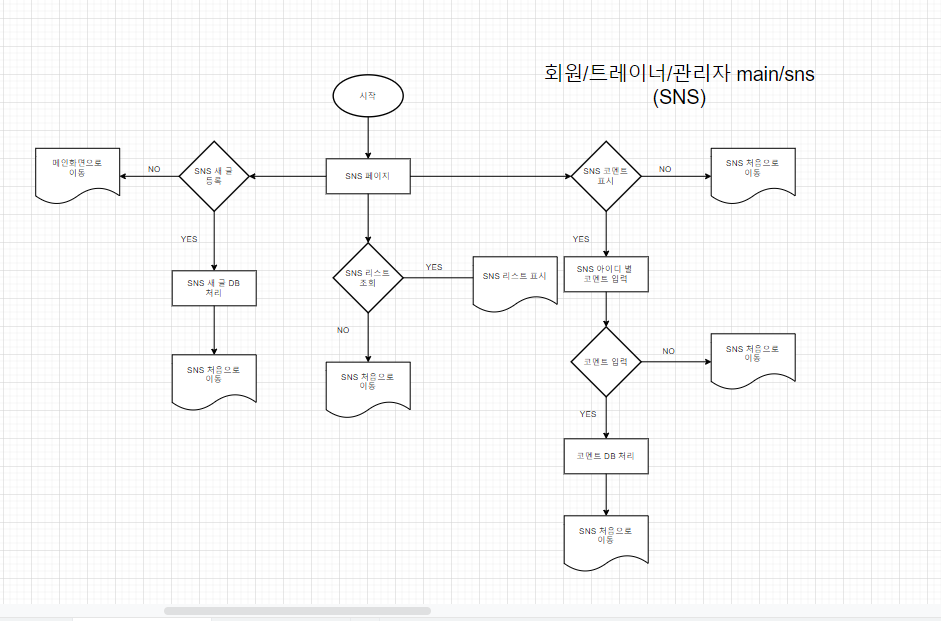 회원/트레이너/관리자 main/sns
(SNS)
시작
메인화면으로
이동
NO
SNS 새 글
등록
SNS 페이지
SNS 코멘트
표시
NO
SNS 처음으로
이동
YES
SNS 새 글 DB
처리
SNS 처음으로
이동
SNS 리스트
조회
YES
SNS 리스트 표시
NO
SNS 처음으로
이동
YES
SNS 아이디 별
코멘트 입력
코멘트 입력
NO
SNS 처음으로
이동
YES
코멘트 DB 처리
SNS 처음으로
이동